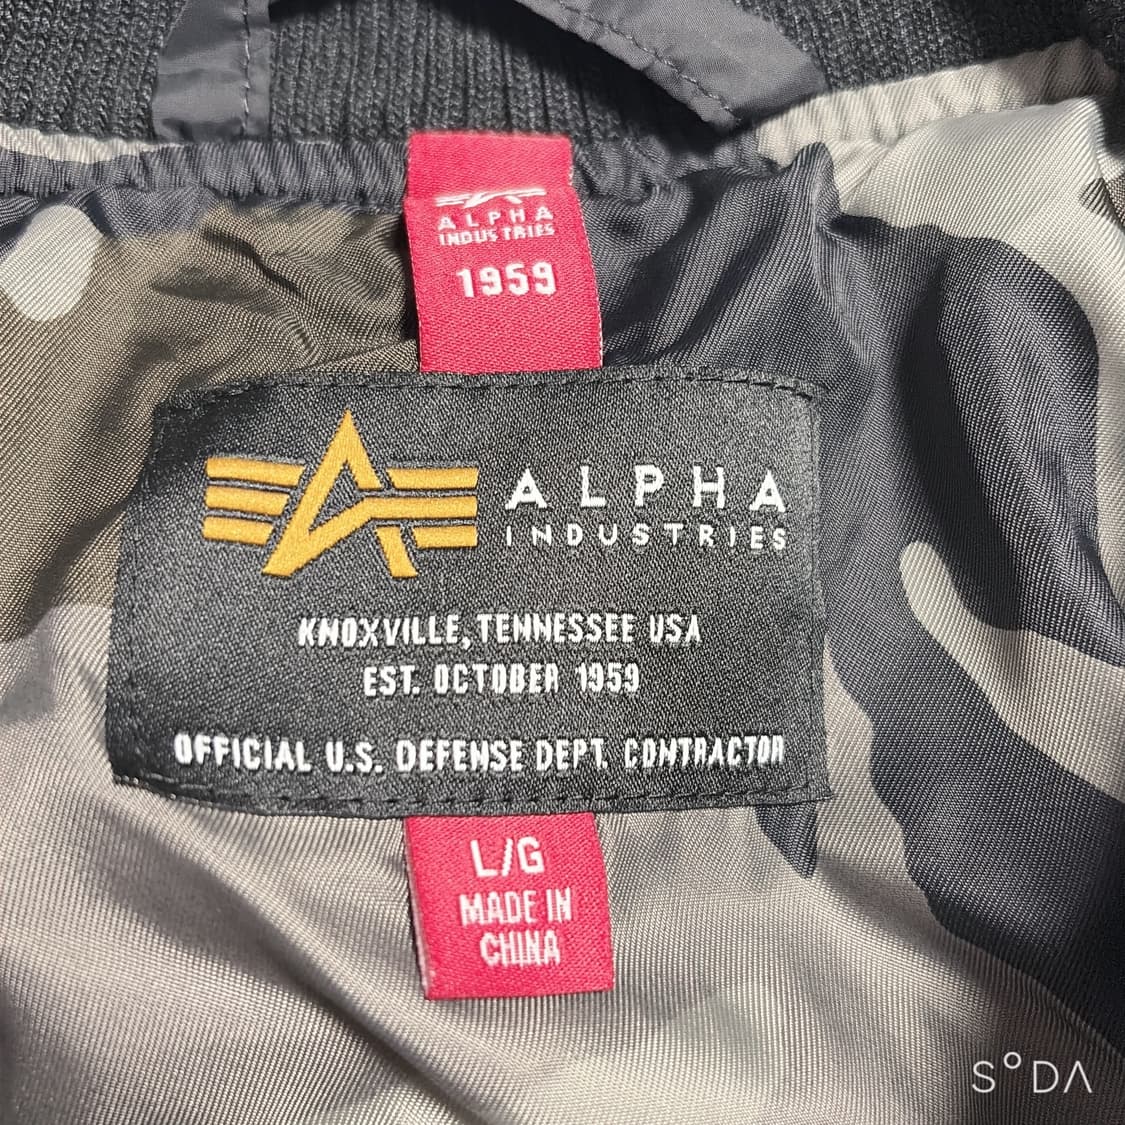 ALPHA
INDUSTRIES
1959
ALPHA
INDUSTRIES
KNOXVILLE, TENNESSEE USA
EST. OCTOBER 1959
OFFICIAL U.S. DEFENSE DEPT. CONTRACTOR
L/G
MADE IN
CHINA
S°DA